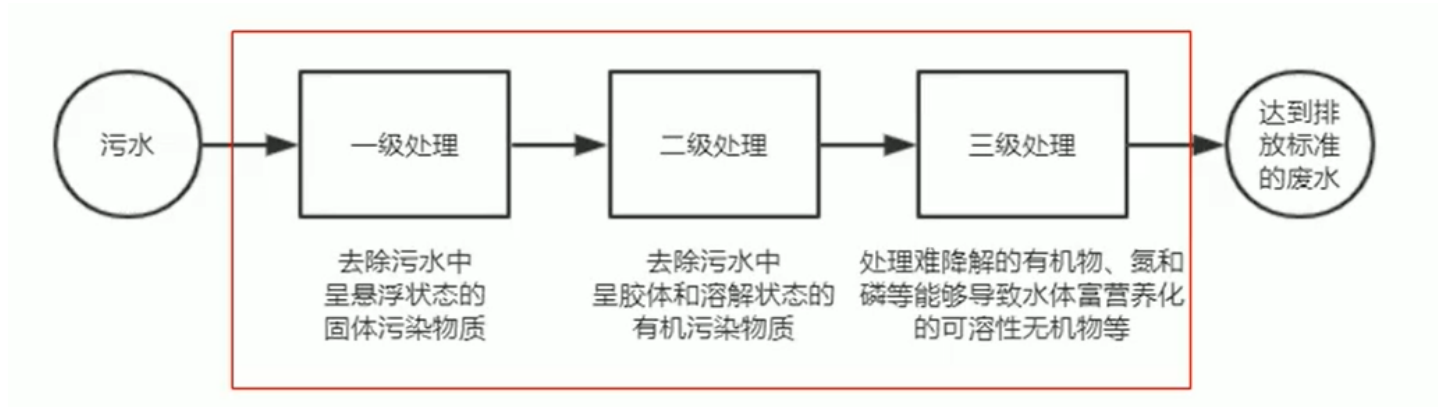 污水
一级处理
二级处理
三级处理
达到排
放标准
的废水
去除污水中
呈悬浮状态的
固体污染物质
去除污水中
呈胶体和溶解状态的
有机污染物质
处理难降解的有机物、氮和
磷等能够导致水体富营养化
的可溶性无机物等